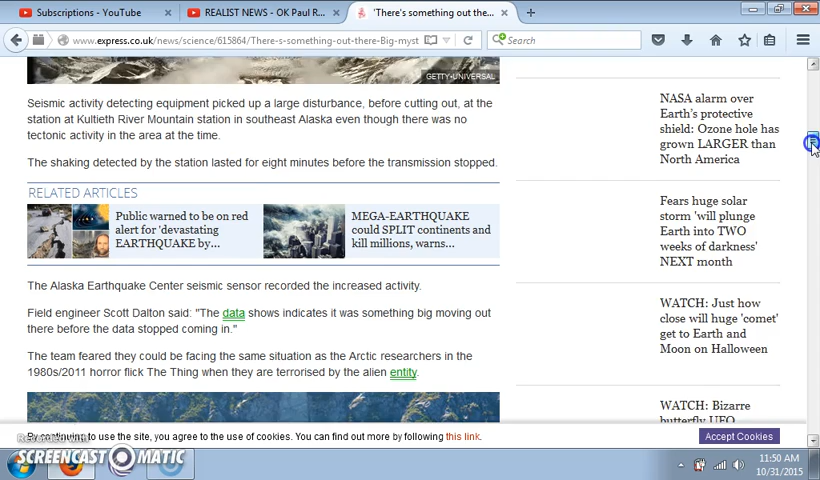 Subscriptions - YouTube
REALIST NEWS - OK Paul R...
'There's something out the...
www.express.co.uk/news/science/615864/There-s-something-out-there-Big-myst
Search
GETTY•UNIVERSAL
Seismic activity detecting equipment picked up a large disturbance, before cutting out, at the
station at Kultieth River Mountain station in southeast Alaska even though there was no
tectonic activity in the area at the time.
The shaking detected by the station lasted for eight minutes before the transmission stopped.
RELATED ARTICLES
Public warned to be on red
alert for 'devastating
EARTHQUAKE by...
MEGA-EARTHQUAKE
could SPLIT continents and
kill millions, warns...
The Alaska Earthquake Center seismic sensor recorded the increased activity.
Field engineer Scott Dalton said: "The data shows indicates it was something big moving out
there before the data stopped coming in."
The team feared they could be facing the same situation as the Arctic researchers in the
1980s/2011 horror flick The Thing when they are terrorised by the alien entity.
NASA alarm over
Earth's protective
shield: Ozone hole has
grown LARGER than
North America
Fears huge solar
storm 'will plunge
Earth into TWO
weeks of darkness'
NEXT month
WATCH: Just how
close will huge 'comet'
get to Earth and
Moon on Halloween
WATCH: Bizarre
butterfly UFO
By continuing to use the site, you agree to the use of cookies. You can find out more by following this link.
Accept Cookies
Recorded with
SCREENCAST MATIC
11:50 AM
10/31/2015